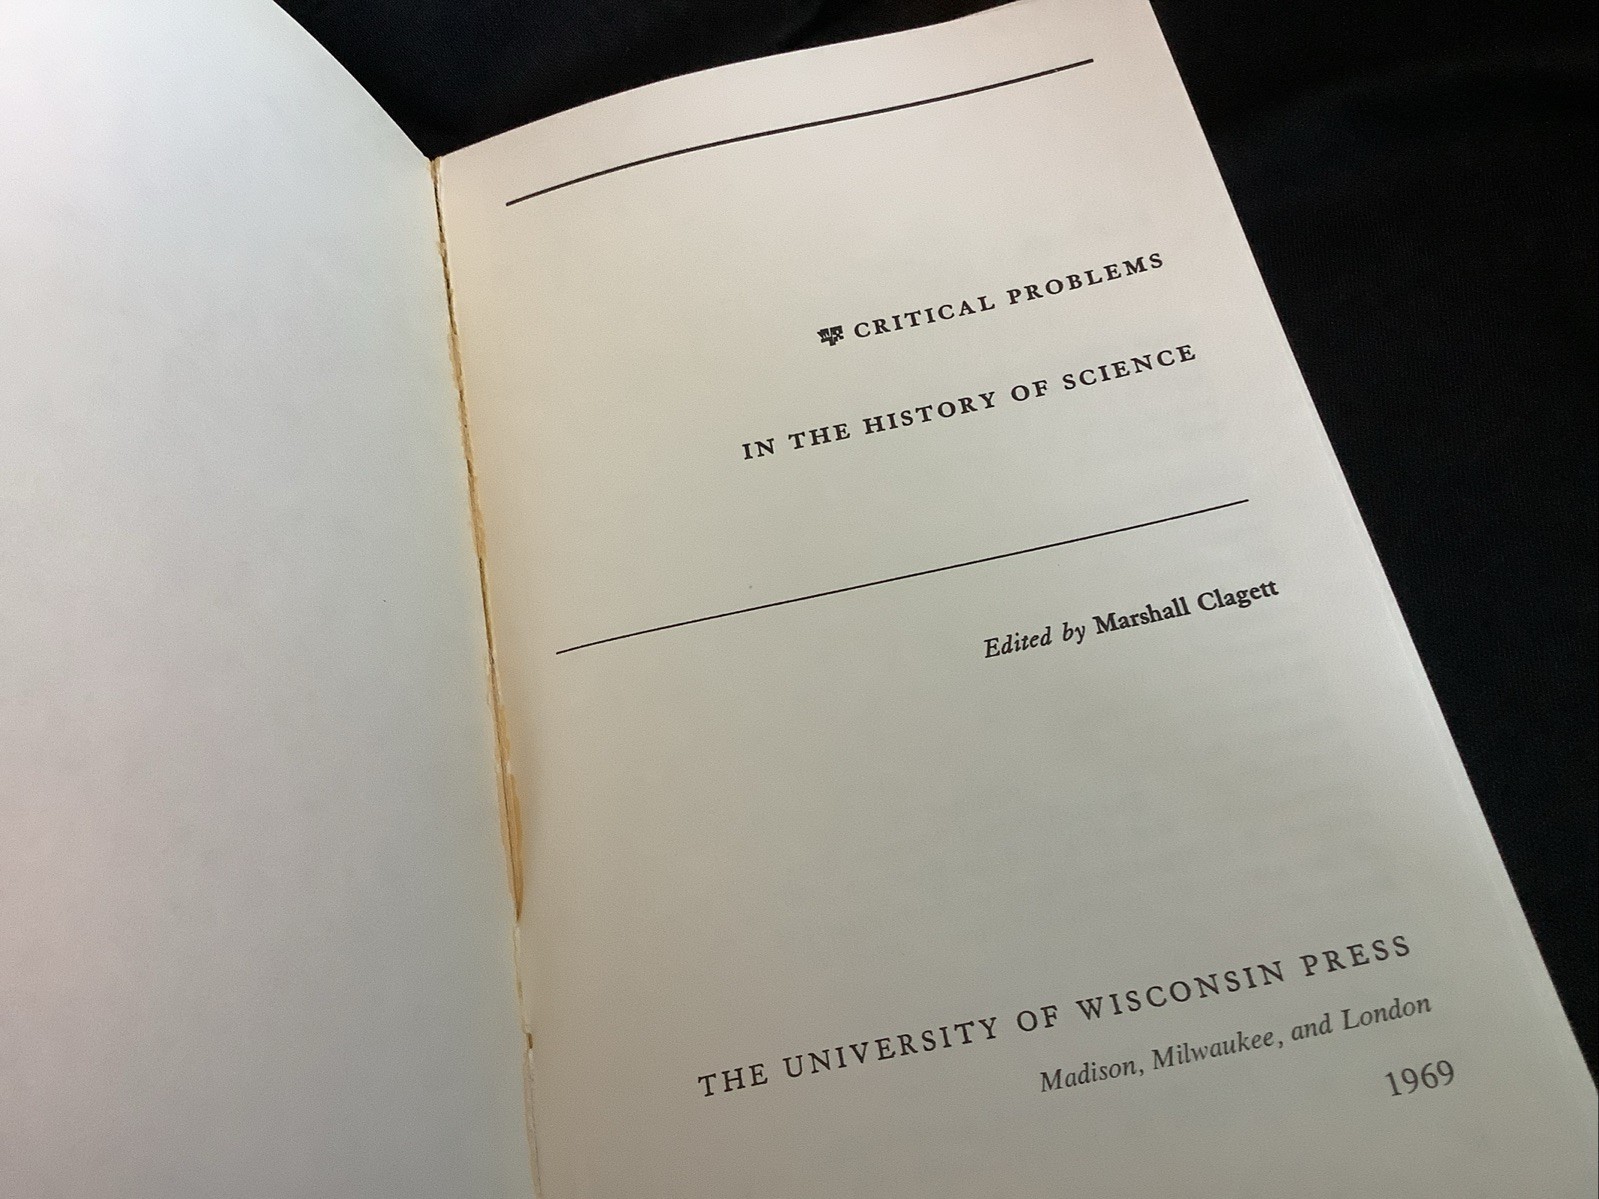 CRITICAL PROBLEMS
IN THE HISTORY OF SCIENCE
Edited by Marshall Clagett
THE UNIVERSITY OF WISCONSIN PRESS
Madison, Milwaukee, and London
1969